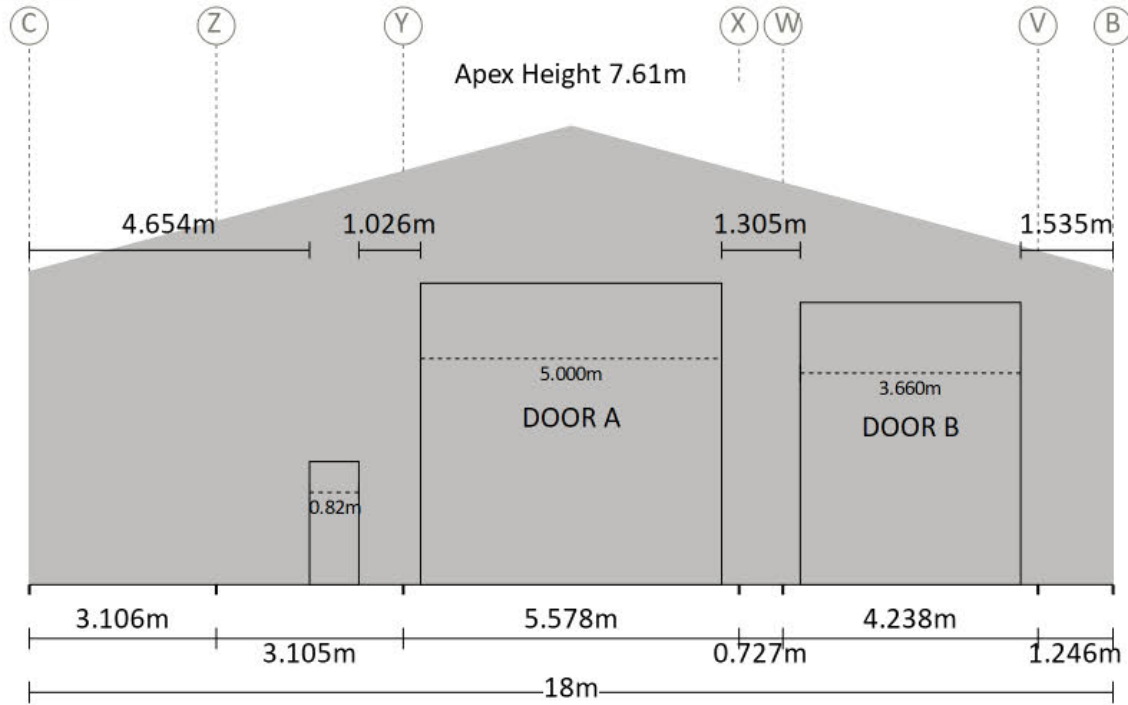 C Z Y X W V B
Apex Height 7.61m
4.654m 1.026m 1.305m 1.535m
5.000m 3.660m
DOOR A DOOR B
0.82m
3.106m 5.578m 4.238m
3.105m 0.727m 1.246m
18m